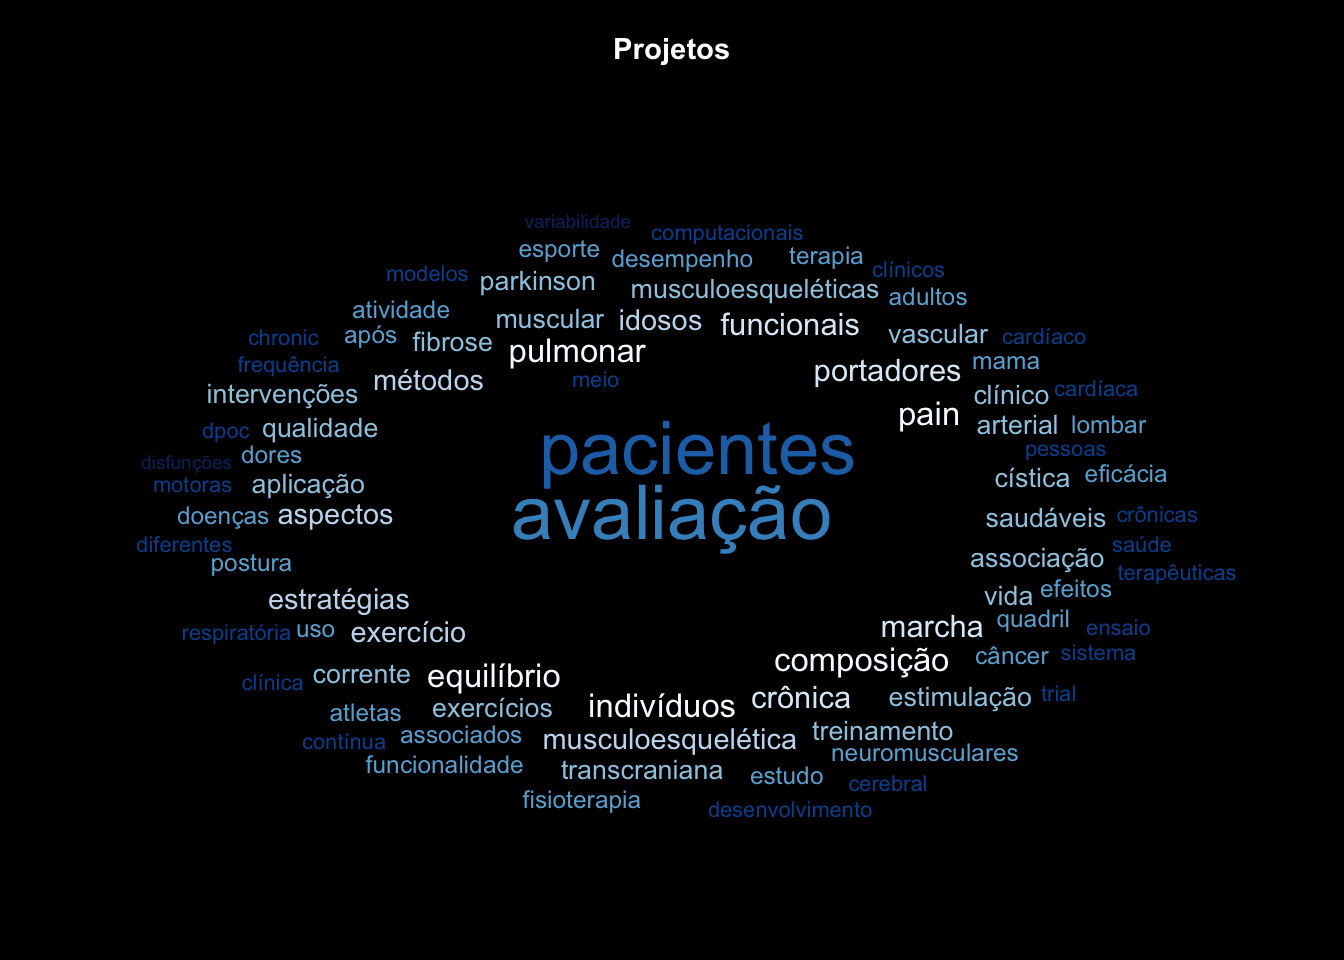 Projetos
variabilidade
computacionais
esporte desempenho terapia
modelos parkinson musculoesqueléticas clínicos
adultos
atividade muscular idosos funcionais
chronic após fibrose pulmonar vascular cardíaco
frequência métodos meio portadores mama
intervenções clínico cardíaca
pain
dpoc qualidade arterial lombar
pacientes
disfunções dores pessoas
motoras aplicação cística eficácia
doenças aspectos avaliação saudáveis crônicas
diferentes saúde
postura associação terapêuticas
estratégias vida efeitos
respiratória uso exercício marcha quadril ensaio
composição câncer sistema
clínica corrente equilíbrio
atletas exercícios indivíduos crônica estimulação trial
contínua associados musculoesquelética treinamento
neuromusculares
funcionalidade transcraniana estudo
cerebral
fisioterapia desenvolvimento